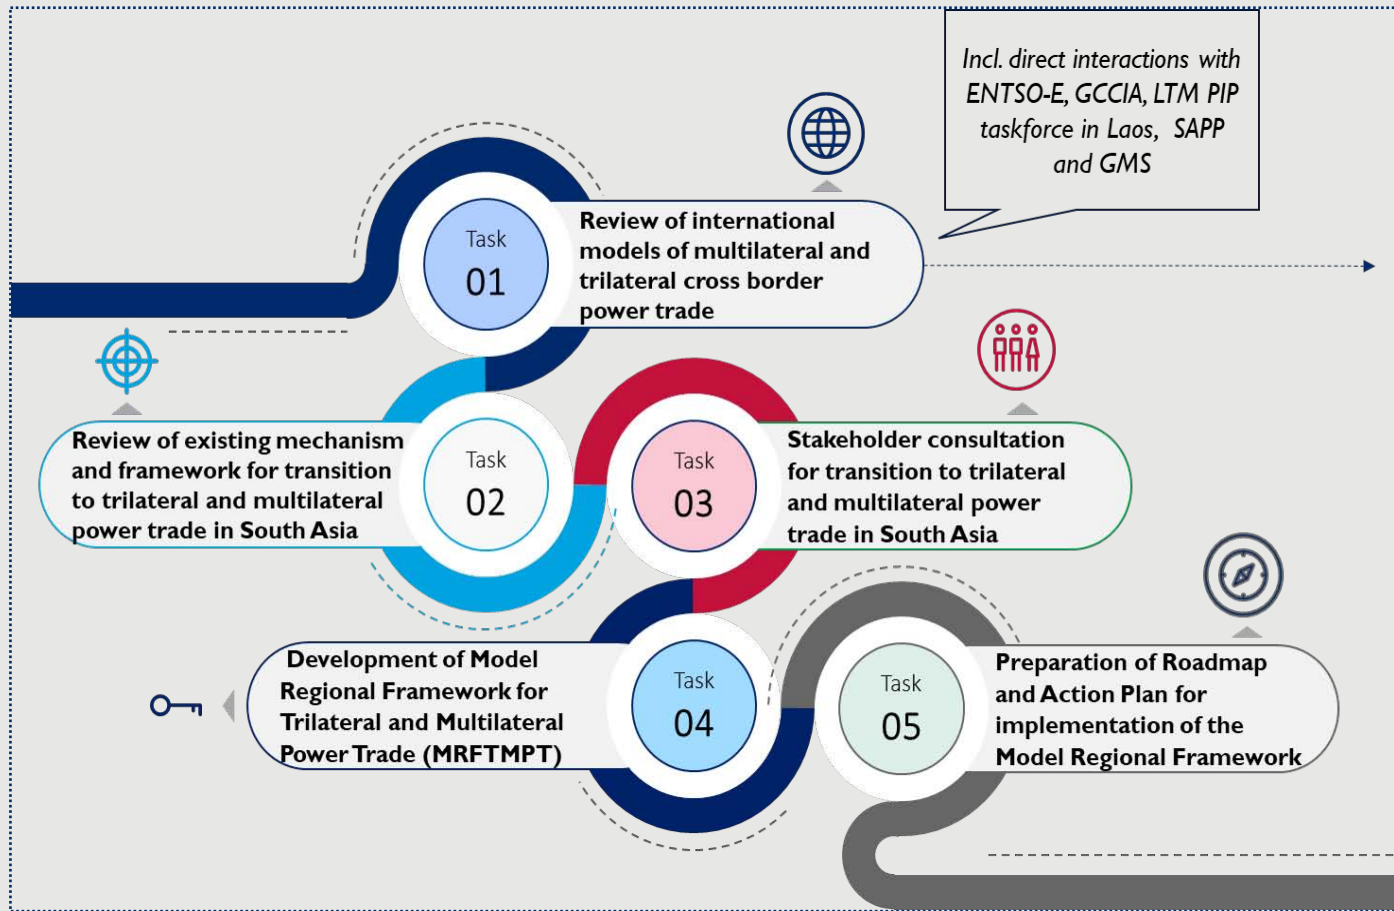 Incl. direct interactions with
ENTSO-E, GCCIA, LTM PIP
taskforce in Laos, SAPP
and GMS
Task
01
Review of international
models of multilateral and
trilateral cross border
power trade
Task
02
Review of existing mechanism
and framework for transition
to trilateral and multilateral
power trade in South Asia
Task
03
Stakeholder consultation
for transition to trilateral
and multilateral power
trade in South Asia
Task
04
Development of Model
Regional Framework for
Trilateral and Multilateral
Power Trade (MRFTMPT)
Task
05
Preparation of Roadmap
and Action Plan for
implementation of the
Model Regional Framework